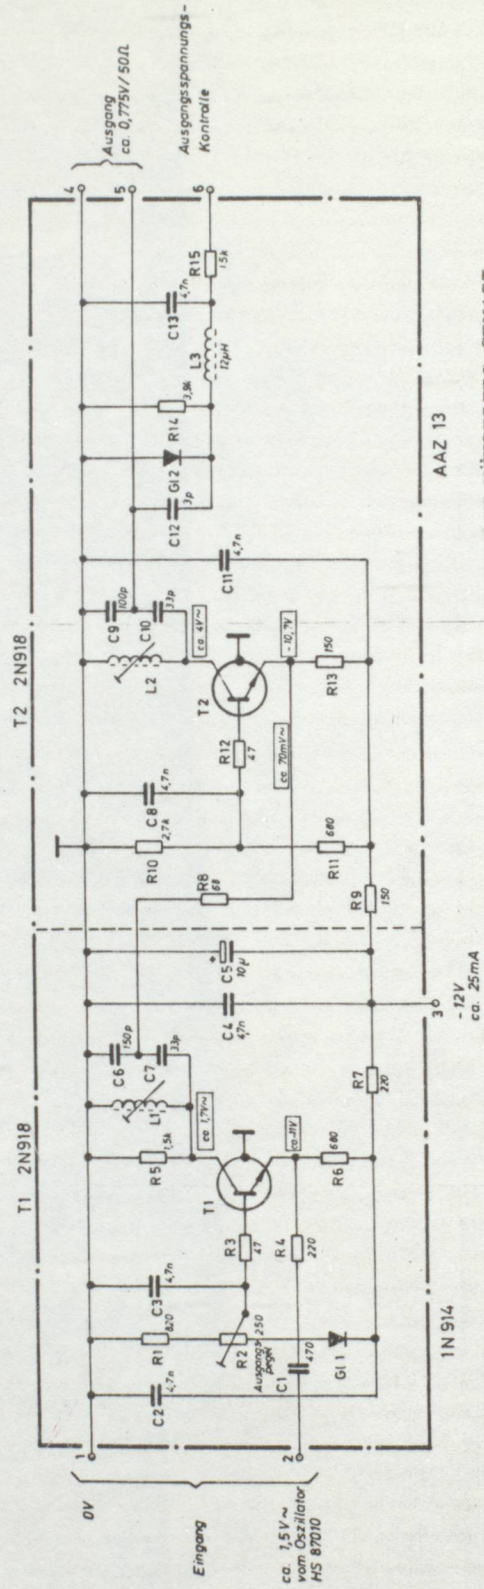 T1 2N918
T2 2N918
1
0V
Eingang
2
ca. 1,5V~
vom Oszillator
HS 87010
C2
4,7n
R1
820
R2
250
Ausgangs-
pegel
C1
470
Gl 1
C3
4,7n
R3
47
R4
220
T1
ca 1,7V~
ca-11V
R5
1,5k
L1
R6
680
R7
220
C6
150p
C7
33p
C4
47n
C5
+
10µ
3
-12V
ca. 25mA
R8
68
R9
150
R10
2,7k
R11
680
C8
4,7n
R12
47
T2
ca 4V~
-10,7V
ca 70mV~
R13
150
L2
C9
100p
C10
33p
C11
4,7n
C12
3p
Gl 2
R14
3,9k
L3
12µH
C13
4,7n
R15
15k
4
5
6
Ausgang
ca. 0,775V/50Ω
Ausgangsspannungs-
Kontrolle
1N 914
AAZ 13